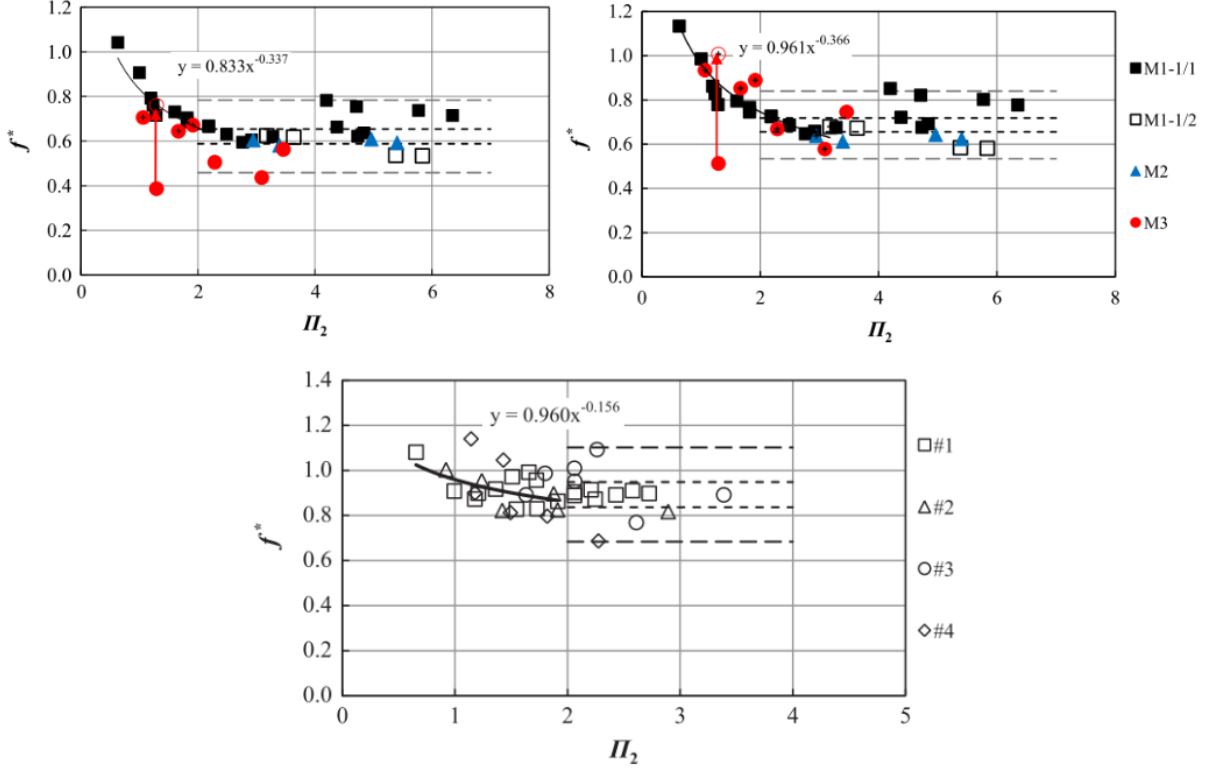 1.2
1.0
0.8
0.6
0.4
0.2
0.0
f*
y = 0.833x^-0.337
0 2 4 6 8
Π₂
1.2
1.0
0.8
0.6
0.4
0.2
0.0
f*
y = 0.961x^-0.366
0 2 4 6 8
Π₂
M1-1/1
M1-1/2
M2
M3
1.4
1.2
1.0
0.8
0.6
0.4
0.2
0.0
f*
y = 0.960x^-0.156
0 1 2 3 4 5
Π₂
#1
#2
#3
#4